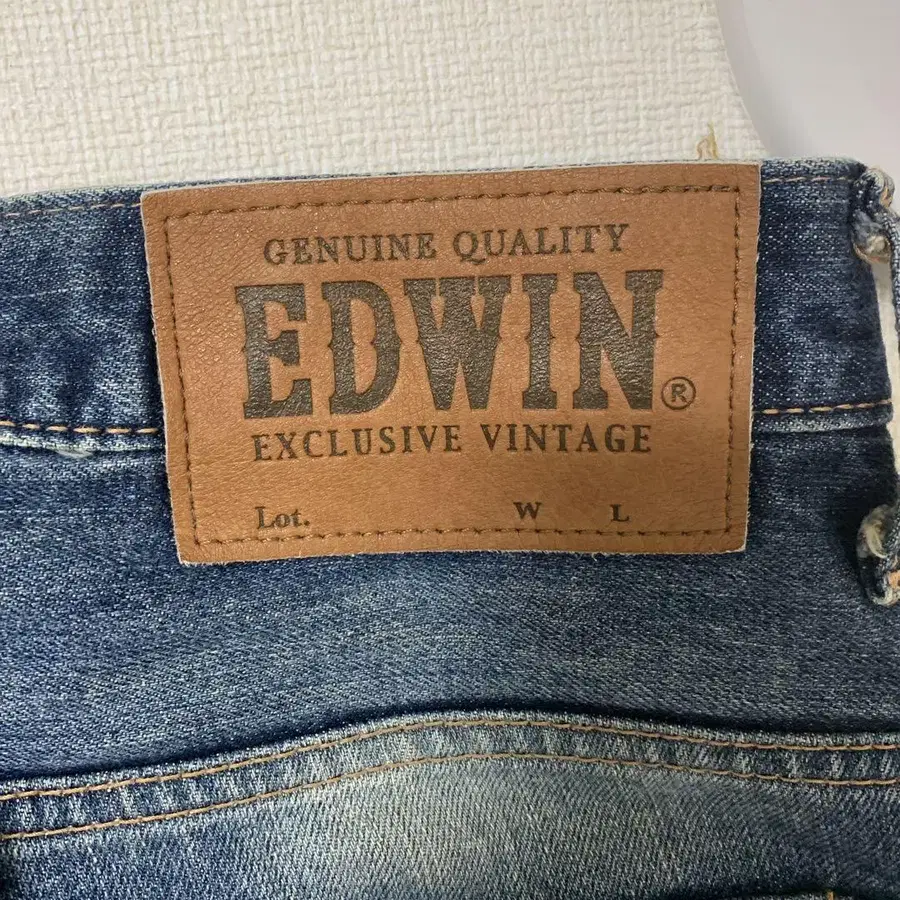 GENUINE QUALITY
EDWIN®
EXCLUSIVE VINTAGE
Lot. W L